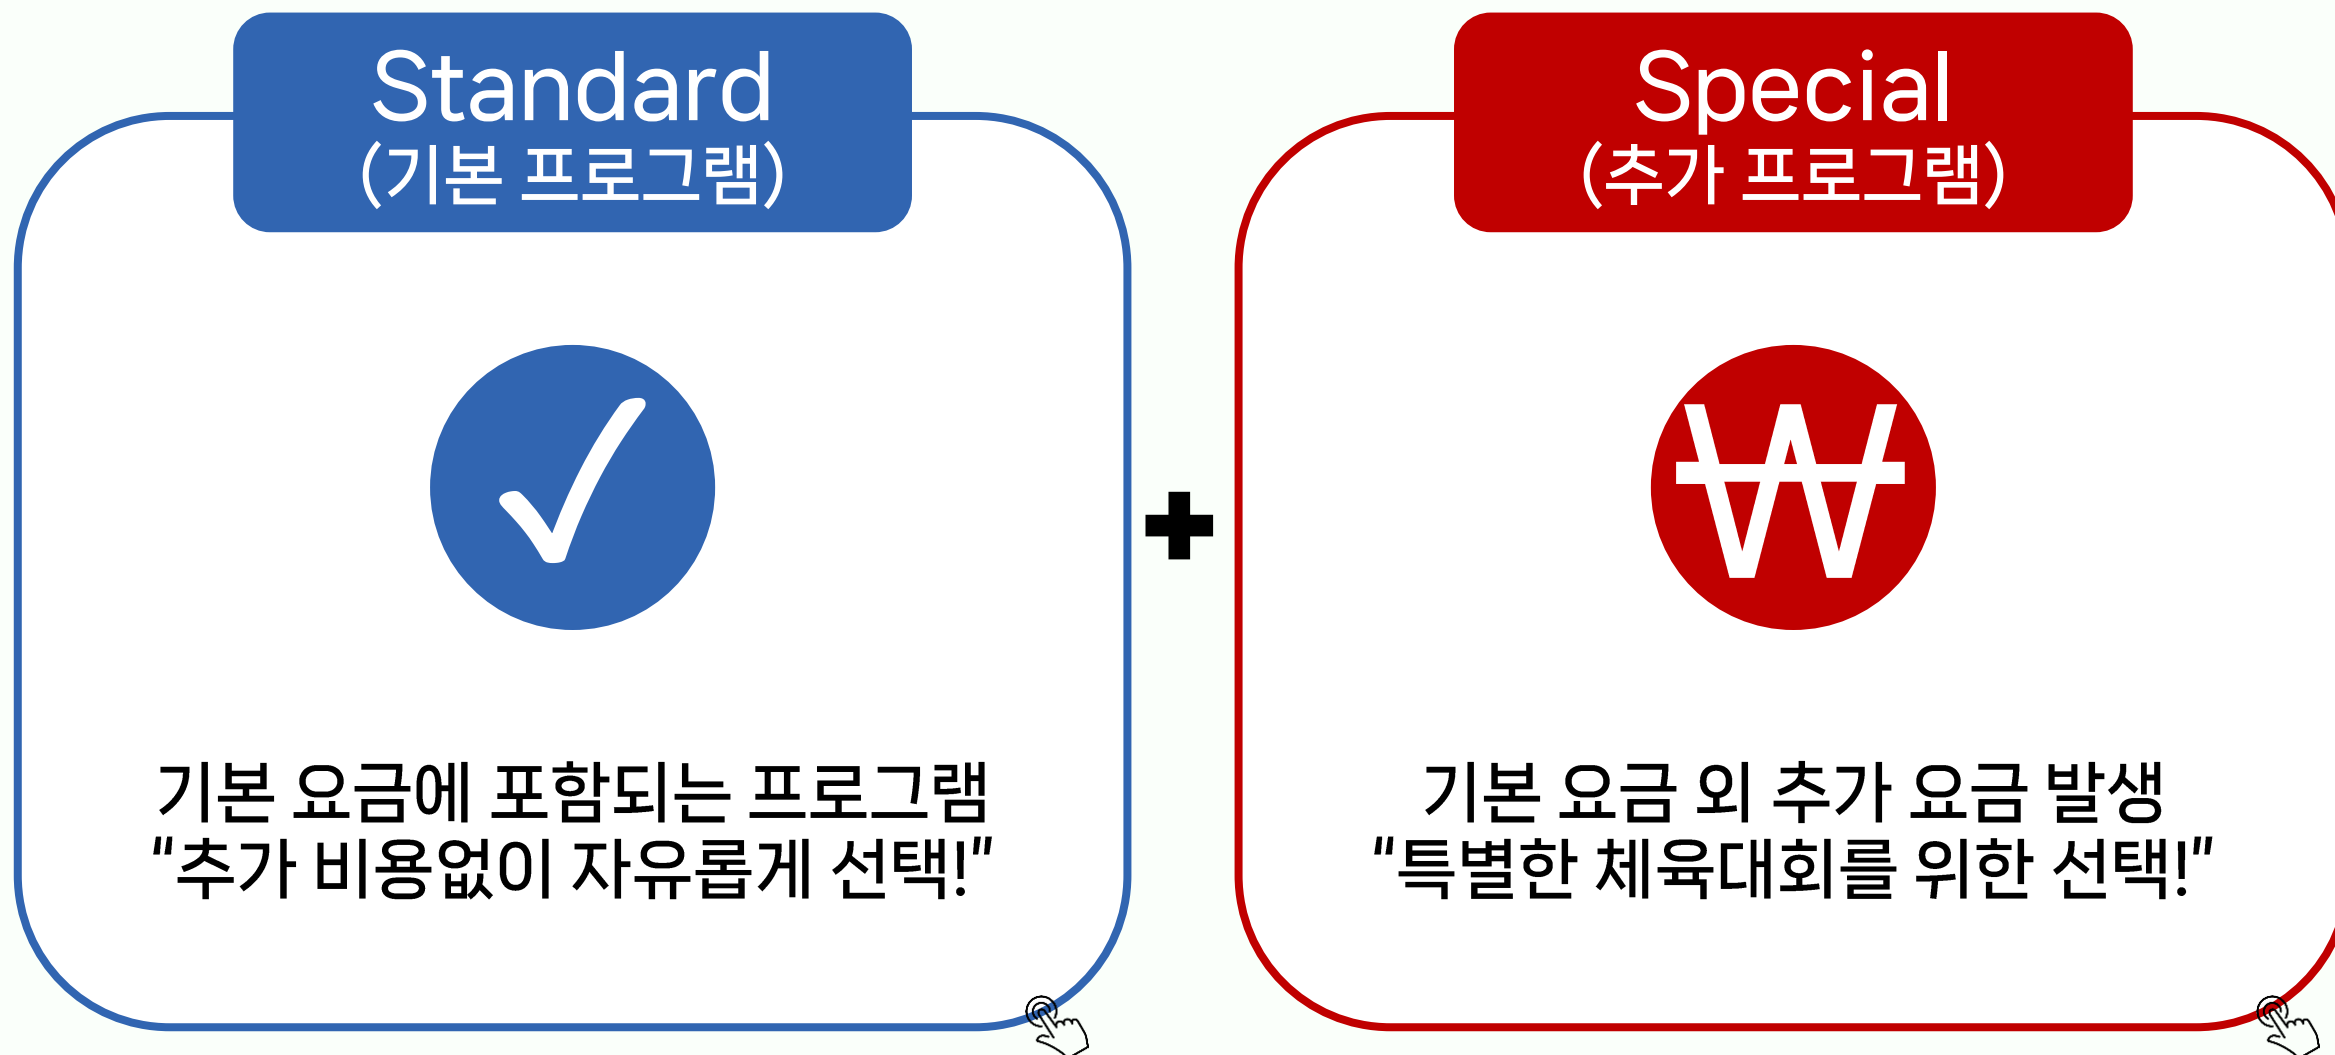 Standard
(기본 프로그램)
기본 요금에 포함되는 프로그램
"추가 비용없이 자유롭게 선택!"
Special
(추가 프로그램)
₩
기본 요금 외 추가 요금 발생
"특별한 체육대회를 위한 선택!"